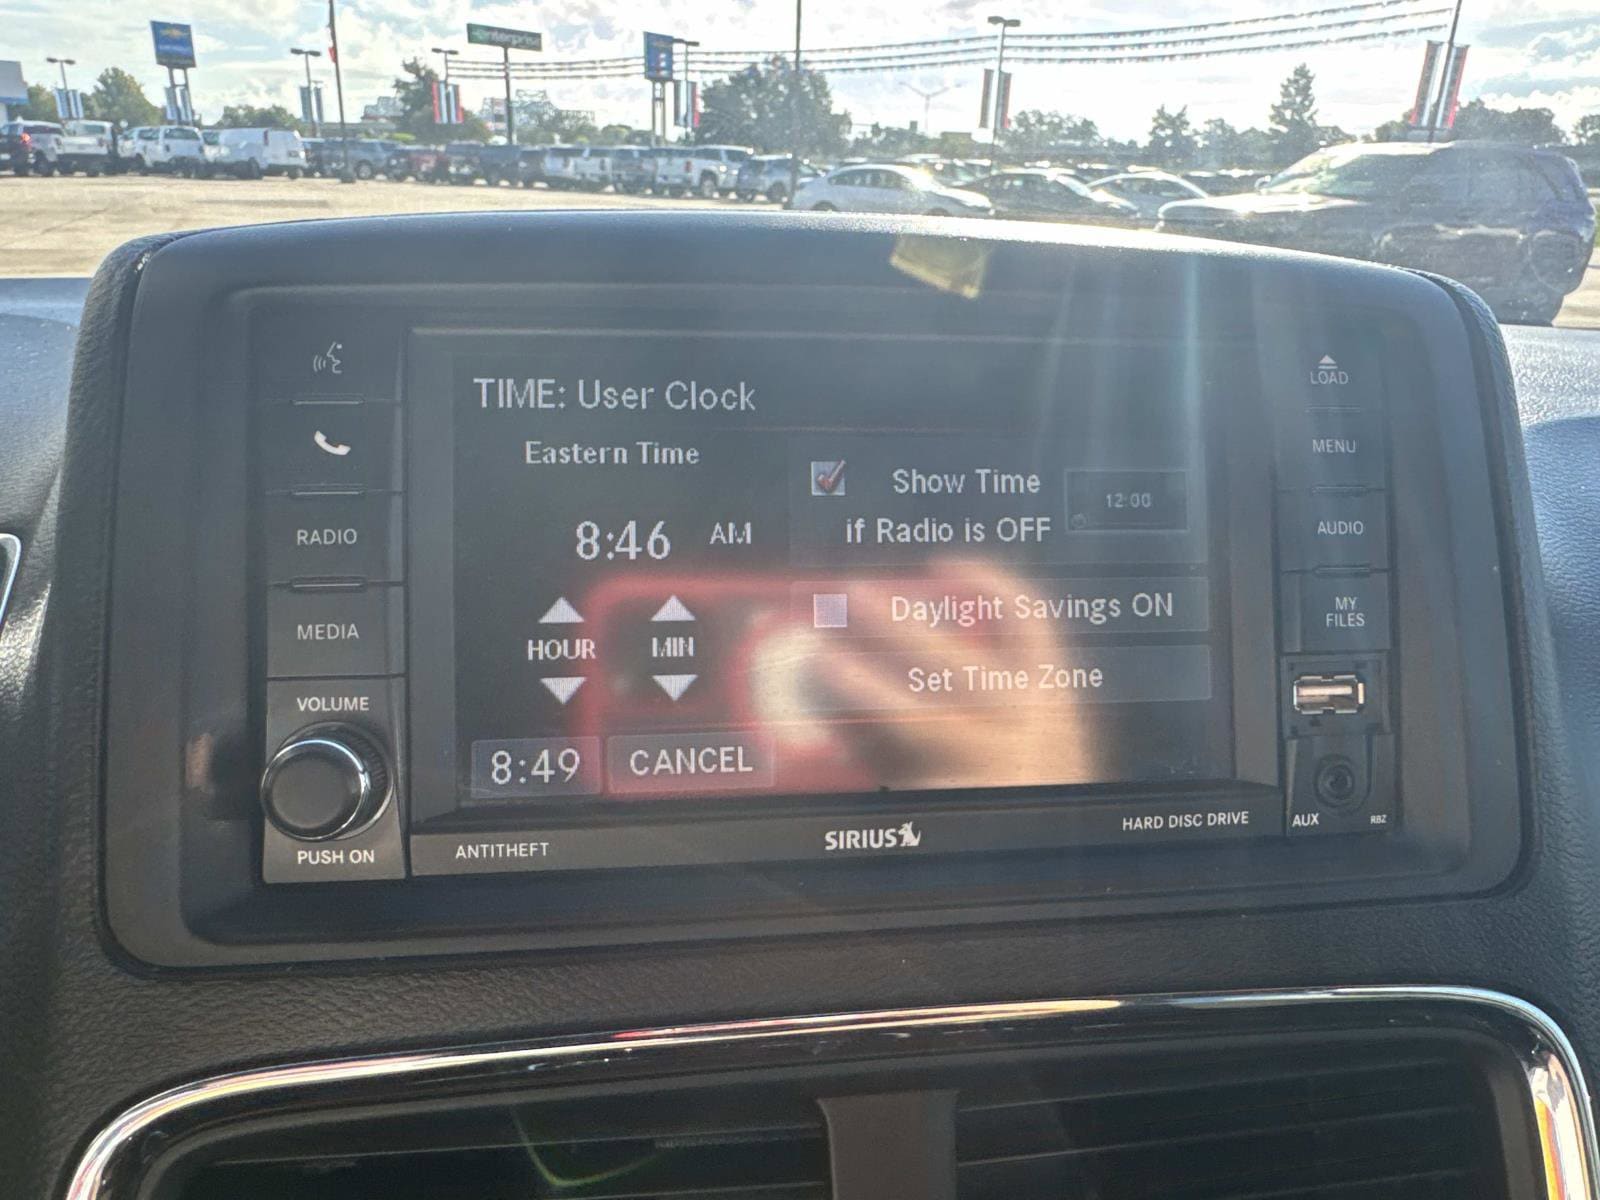 enterprise
TIME: User Clock
Eastern Time
8:46 AM
HOUR
MIN
8:49
CANCEL
Show Time
if Radio is OFF
12:00
Daylight Savings ON
Set Time Zone
RADIO
MEDIA
VOLUME
PUSH ON
ANTITHEFT
SIRIUS
HARD DISC DRIVE
LOAD
MENU
AUDIO
MY
FILES
AUX
RBZ